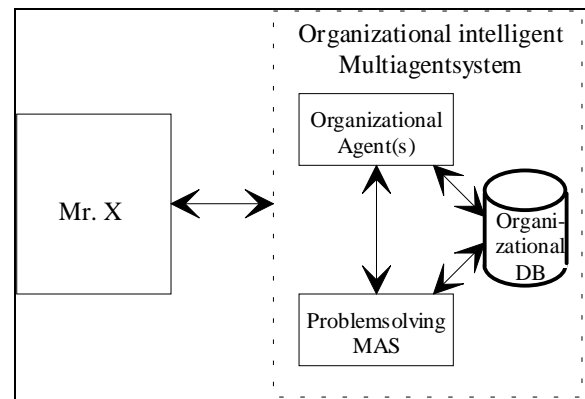 Organizational intelligent
Multiagentsystem
Organizational
Agent(s)
Mr. X
Organi-
zational
DB
Problemsolving
MAS